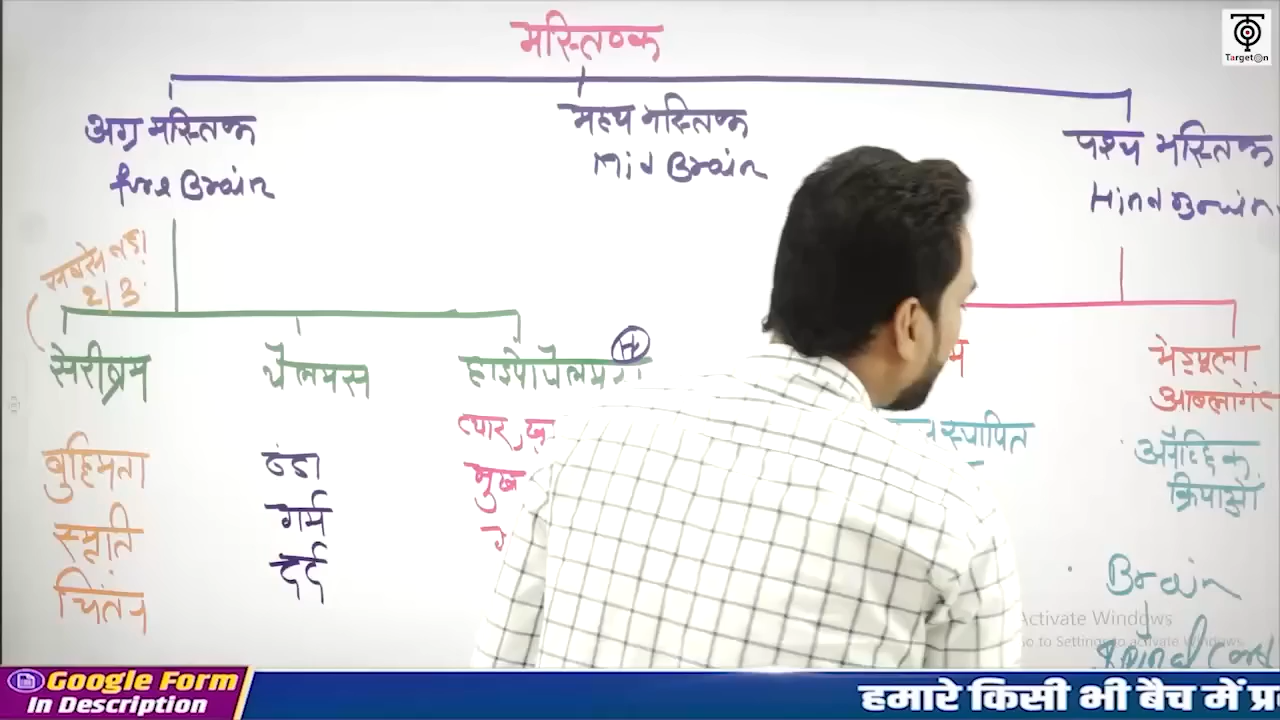 मस्तिष्क
अग्र मस्तिष्क
fore Brain
मध्य मस्तिष्क
Mid Brain
पश्च मस्तिष्क
Hind Brain
सबसे बड़ा
2/3
सेरीब्रम
थैलमस
हाइपोथैलमस
H
बुद्धिमता
स्मृति
चिंतन
ठंडा
गर्म
दर्द
प्यार
स्थापित
मेड्यूला
आब्लांगेट
अनैच्छिक
क्रियाओं
Brain
Spinal Cord
TargetOn
Activate Windows
Go to Settings to activate Windows.
Google Form
In Description
हमारे किसी भी बैच में प्र